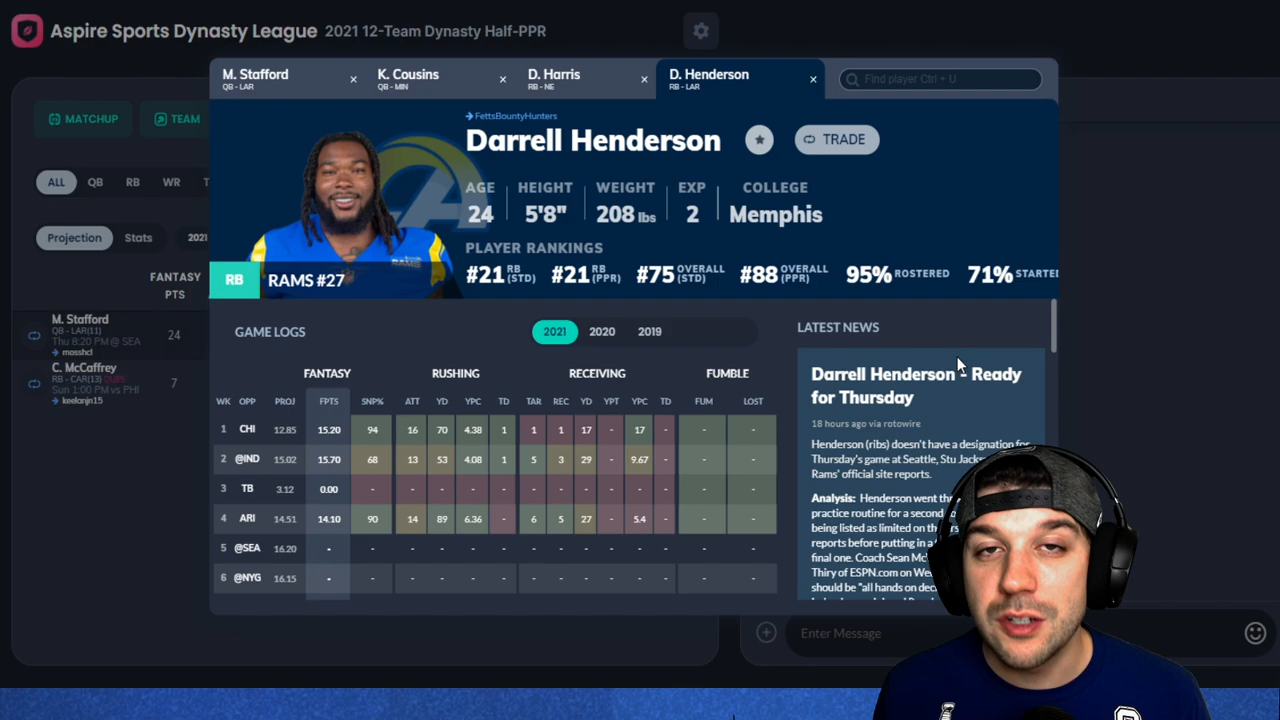 Aspire Sports Dynasty League 2021 12-Team Dynasty Half-PPR
M. Stafford
QB - LAR
×
K. Cousins
QB - MIN
×
D. Harris
RB - NE
×
D. Henderson
RB - LAR
×
Find player Ctrl + U
MATCHUP
TEAM
ALL QB RB WR T
Projection Stats 2021
FANTASY
PTS
M. Stafford
QB - LAR(11)
Thu 8:20 PM @ SEA
mosshcl
24
C. McCaffrey
RB - CAR(13)
Sun 1:00 PM vs PHI
keelanjn15
7
FettsBountyHunters
Darrell Henderson
TRADE
AGE HEIGHT WEIGHT EXP COLLEGE
24 5'8" 208 lbs 2 Memphis
PLAYER RANKINGS
#21 RB (STD) #21 RB (PPR) #75 OVERALL (STD) #88 OVERALL (PPR) 95% ROSTERED 71% STARTED
RAMS
RB RAMS #27
GAME LOGS
2021 2020 2019
FANTASY RUSHING RECEIVING FUMBLE
WK OPP PROJ FPTS SNP% ATT YD YPC TD TAR REC YD YPT YPC TD FUM LOST
1 CHI 12.85 15.20 94 16 70 4.38 1 1 1 17 - 17 - - -
2 @IND 15.02 15.70 68 13 53 4.08 1 5 3 29 - 9.67 - - -
3 TB 3.12 0.00 - - - - - - - - - - - - -
4 ARI 14.51 14.10 90 14 89 6.36 - 6 5 27 - 5.4 - - -
5 @SEA 16.20 - - - - - - - - - - - - - -
6 @NYG 16.15 - - - - - - - - - - - - - -
LATEST NEWS
Darrell Henderson - Ready
for Thursday
18 hours ago via rotowire
Henderson (ribs) doesn't have a designation for
Thursday's game at Seattle, Stu Jack
Rams' official site reports.
Analysis: Henderson went th
practice routine for a second
being listed as limited on th
reports before putting in a
final one. Coach Sean Mc
Thiry of ESPN.com on We
should be "all hands on dec
Enter Message